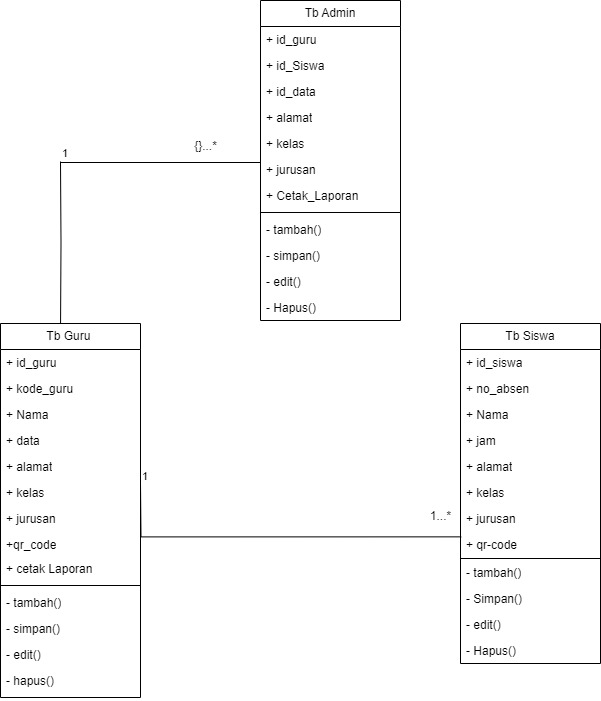 Tb Admin
+ id_guru
+ id_Siswa
+ id_data
+ alamat
+ kelas
+ jurusan
+ Cetak_Laporan
- tambah()
- simpan()
- edit()
- Hapus()
1
{}...*
Tb Guru
+ id_guru
+ kode_guru
+ Nama
+ data
+ alamat
+ kelas
+ jurusan
+qr_code
+ cetak Laporan
- tambah()
- simpan()
- edit()
- hapus()
1
1...*
Tb Siswa
+ id_siswa
+ no_absen
+ Nama
+ jam
+ alamat
+ kelas
+ jurusan
+ qr-code
- tambah()
- Simpan()
- edit()
- Hapus()